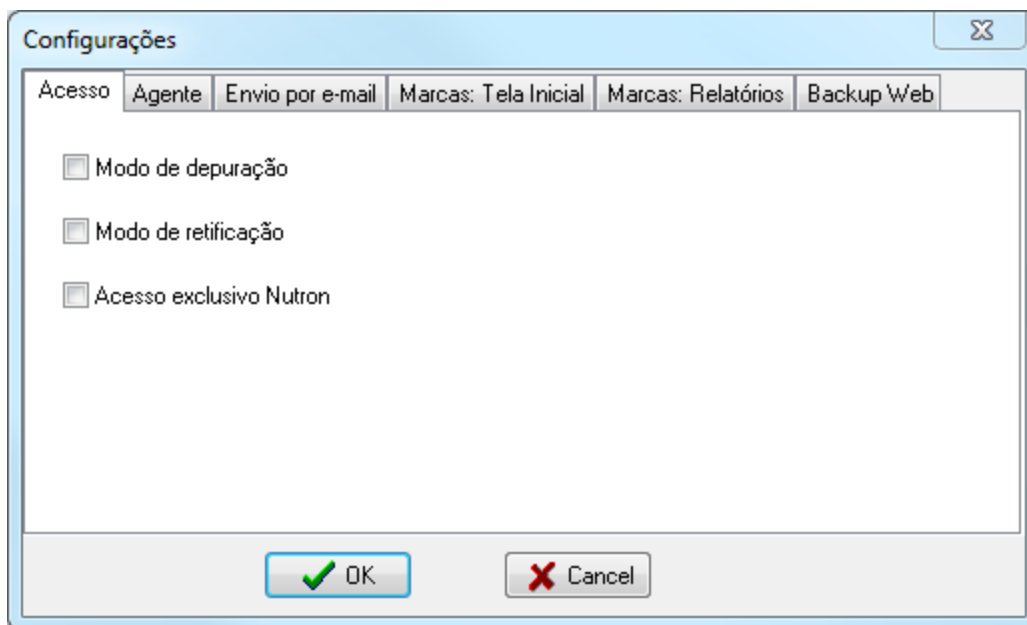 Configurações
Acesso Agente Envio por e-mail Marcas: Tela Inicial Marcas: Relatórios Backup Web
Modo de depuração
Modo de retificação
Acesso exclusivo Nutron
OK Cancel